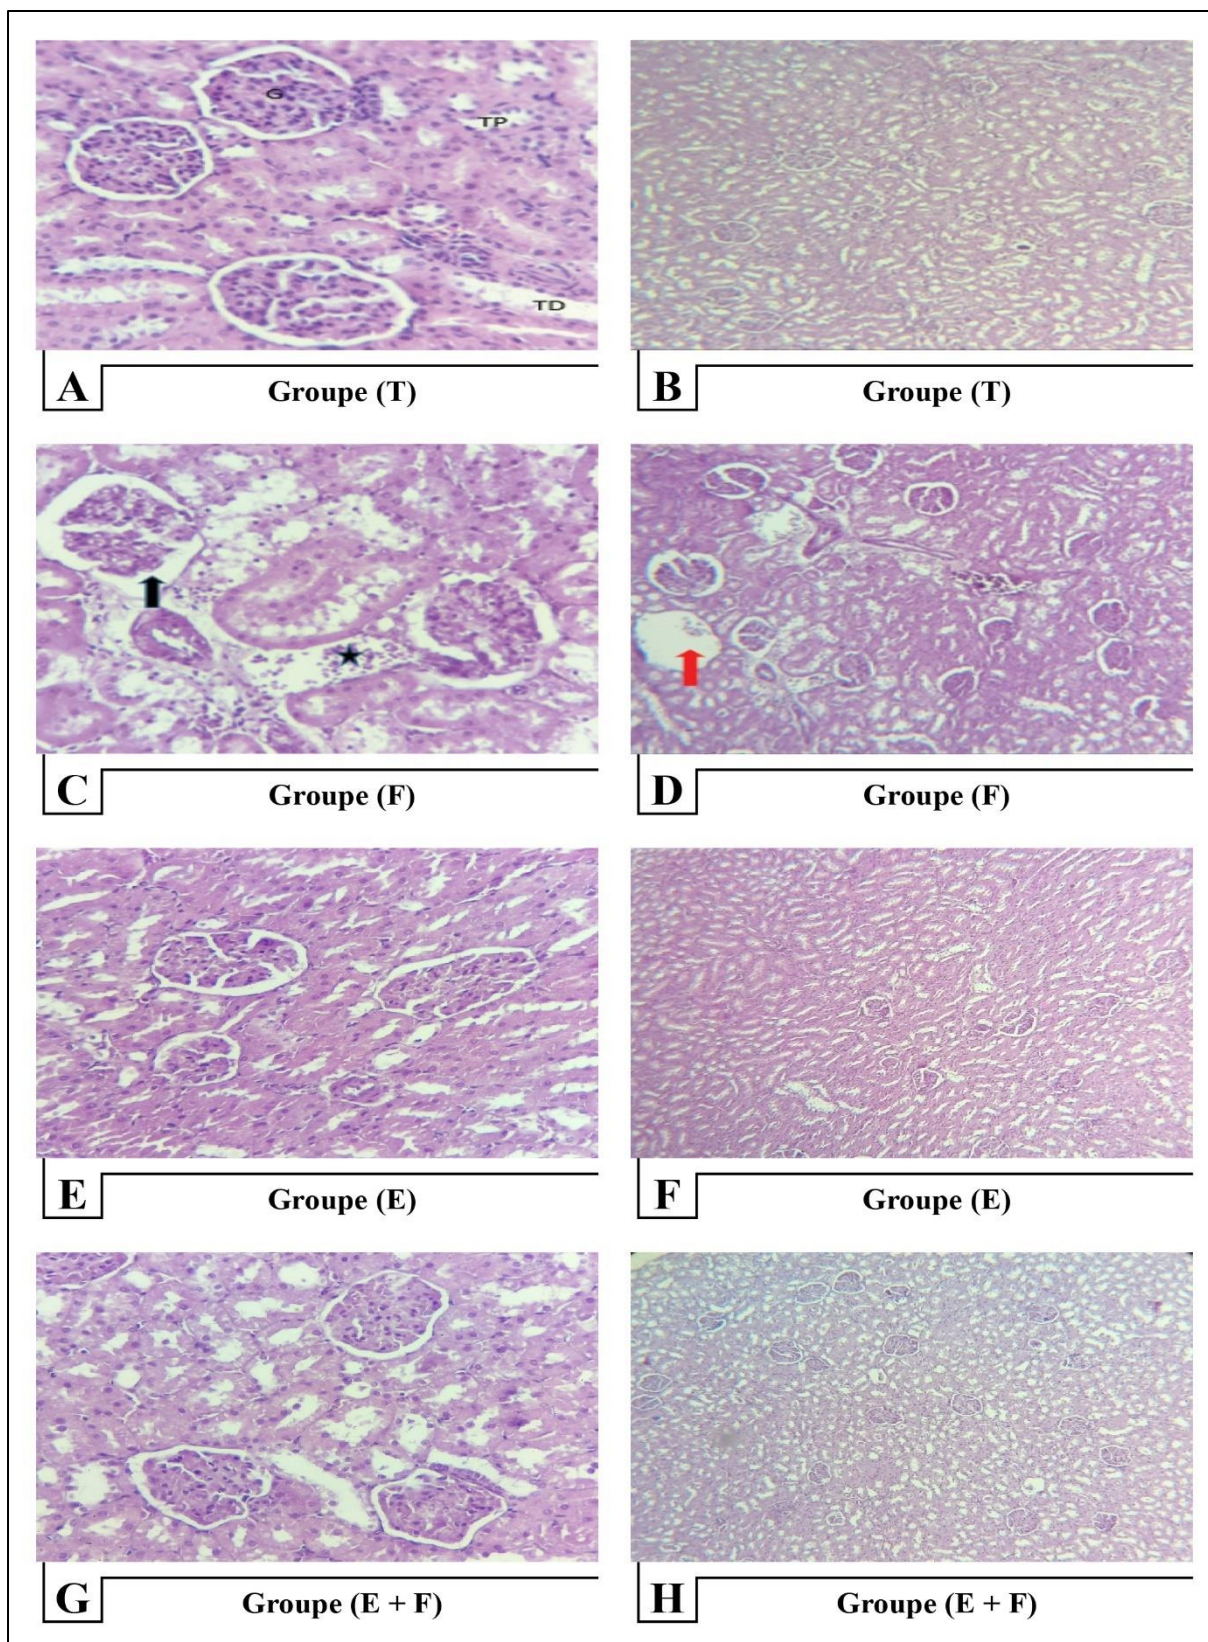 G
TP
TD
A
Groupe (T)
B
Groupe (T)
C
Groupe (F)
D
Groupe (F)
E
Groupe (E)
F
Groupe (E)
G
Groupe (E + F)
H
Groupe (E + F)